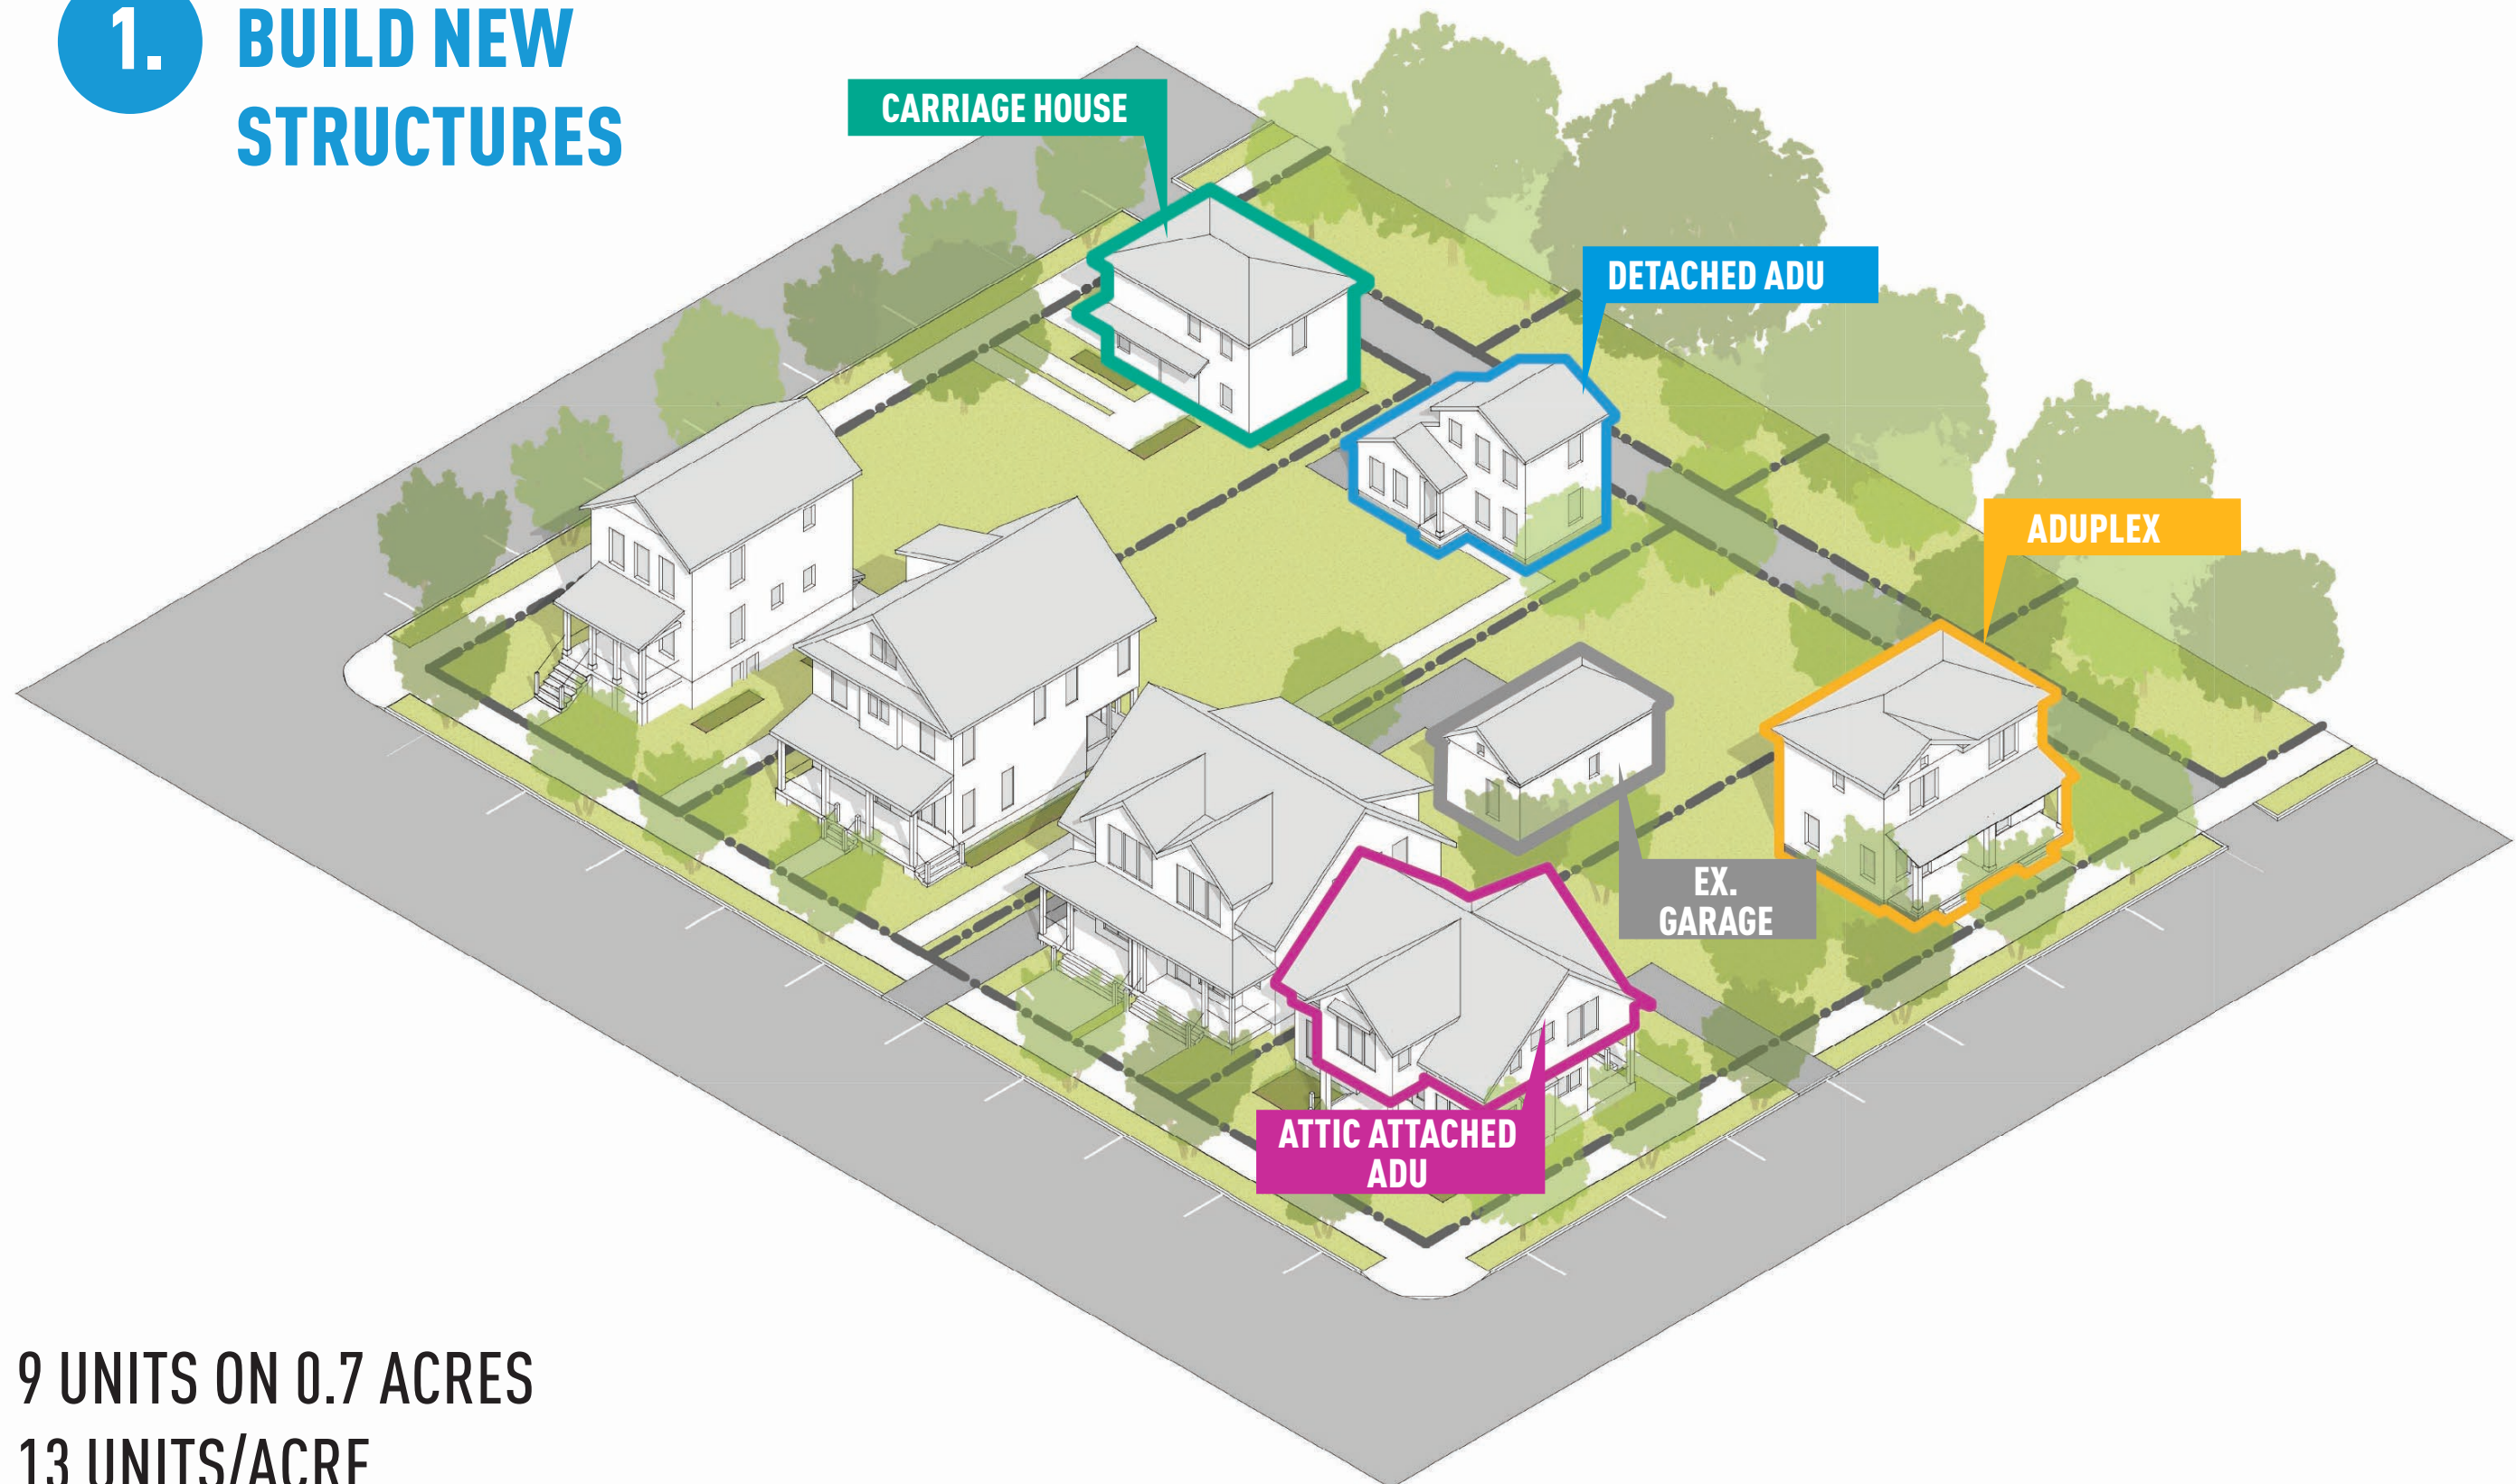 1. BUILD NEW
STRUCTURES
CARRIAGE HOUSE
DETACHED ADU
ADUPLEX
EX.
GARAGE
ATTIC ATTACHED
ADU
9 UNITS ON 0.7 ACRES
13 UNITS/ACRE